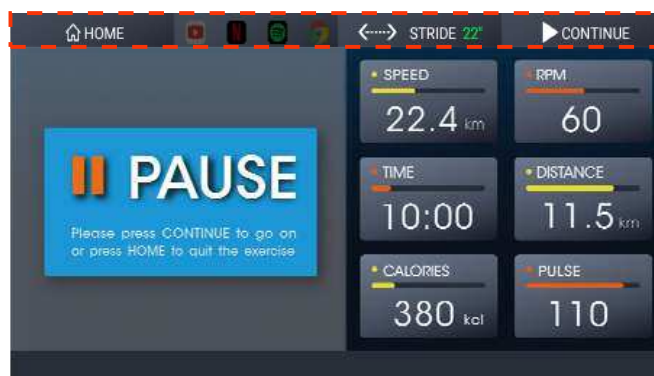 HOME
STRIDE 22"
CONTINUE
PAUSE
Please press CONTINUE to go on
or press HOME to quit the exercise
SPEED
22.4 km
RPM
60
TIME
10:00
DISTANCE
11.5 km
CALORIES
380 kcl
PULSE
110